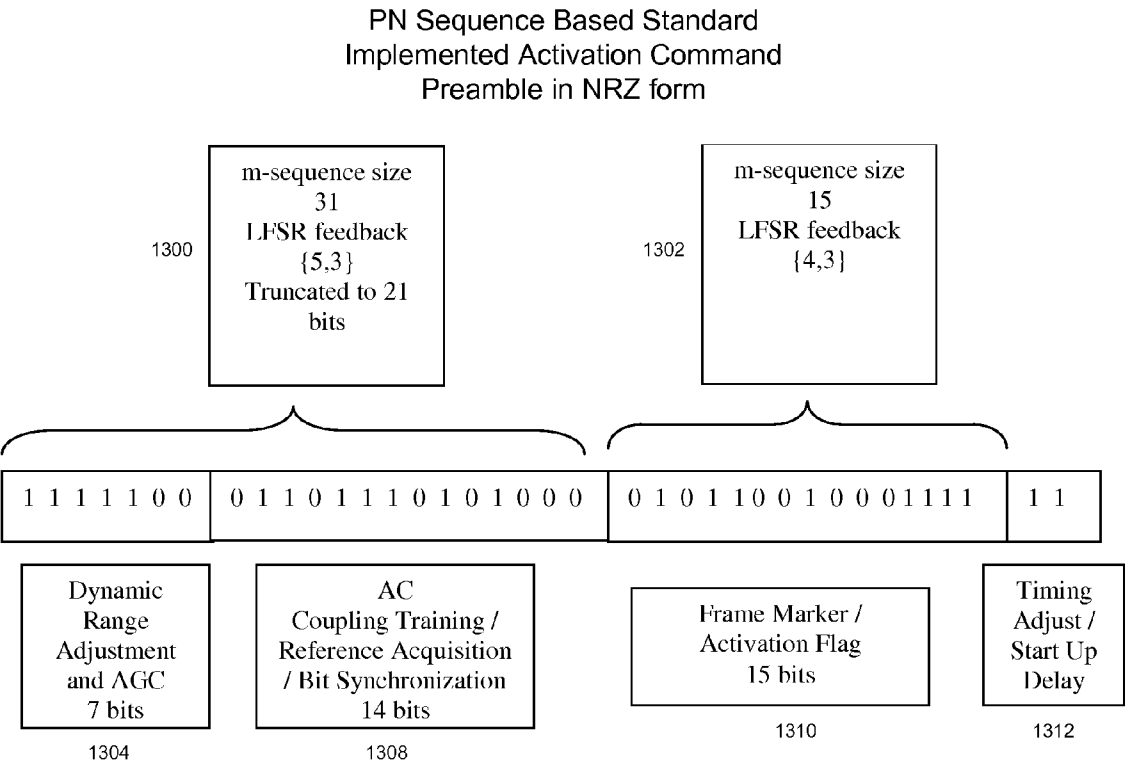 PN Sequence Based Standard
Implemented Activation Command
Preamble in NRZ form
m-sequence size
31
LFSR feedback
{5,3}
Truncated to 21
bits
1300
m-sequence size
15
LFSR feedback
{4,3}
1302
1 1 1 1 1 0 0 0 1 1 0 1 1 1 0 1 0 1 0 0 0 0 1 0 1 1 0 0 1 0 0 0 1 1 1 1 1 1
Dynamic
Range
Adjustment
and AGC
7 bits
1304
AC
Coupling Training /
Reference Acquisition
/ Bit Synchronization
14 bits
1308
Frame Marker /
Activation Flag
15 bits
1310
Timing
Adjust /
Start Up
Delay
1312